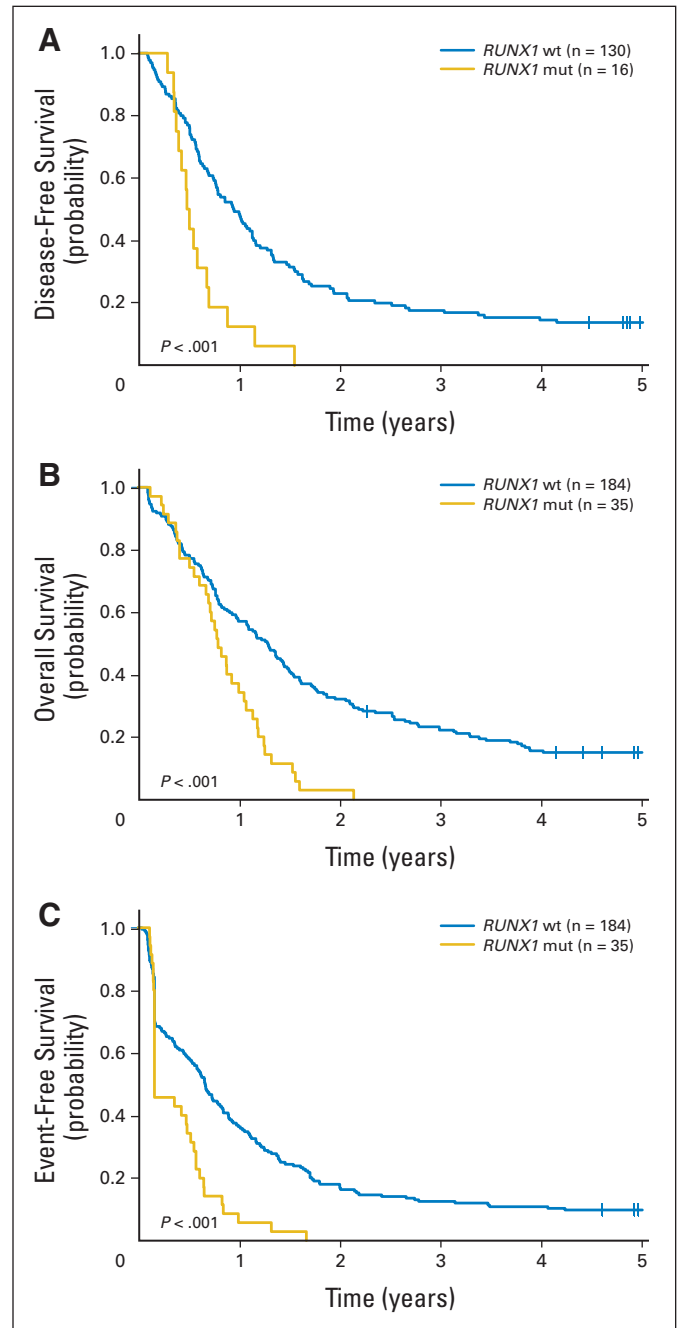 A
1.0
0.8
0.6
0.4
0.2
0
1
2
3
4
5
Disease-Free Survival
(probability)
Time (years)
RUNX1 wt (n = 130)
RUNX1 mut (n = 16)
P < .001
B
1.0
0.8
0.6
0.4
0.2
0
1
2
3
4
5
Overall Survival
(probability)
Time (years)
RUNX1 wt (n = 184)
RUNX1 mut (n = 35)
P < .001
C
1.0
0.8
0.6
0.4
0.2
0
1
2
3
4
5
Event-Free Survival
(probability)
Time (years)
RUNX1 wt (n = 184)
RUNX1 mut (n = 35)
P < .001